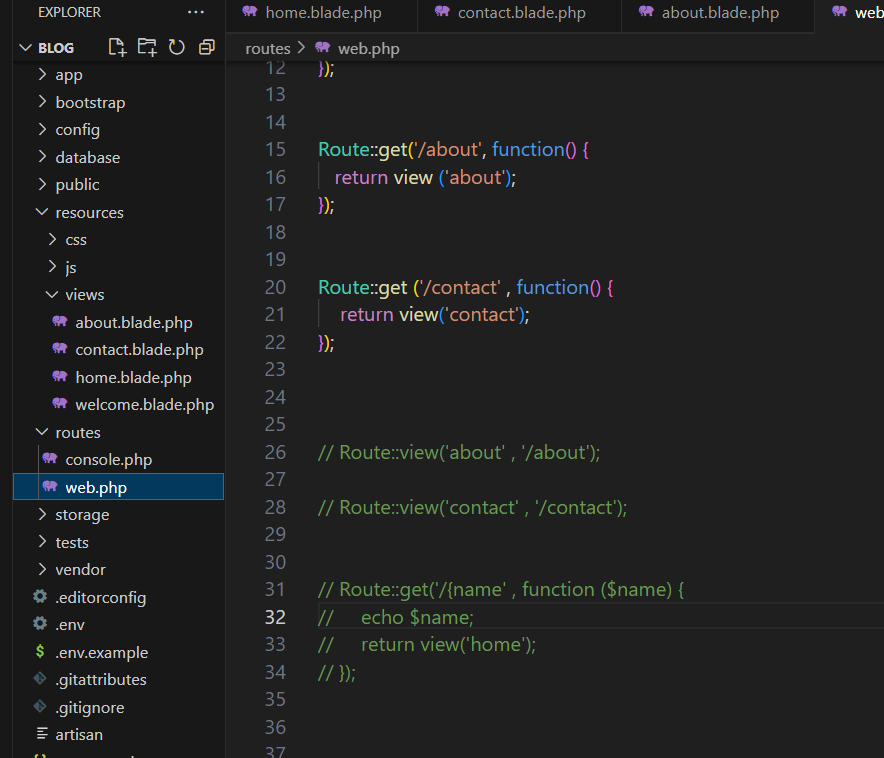 EXPLORER
...
home.blade.php
contact.blade.php
about.blade.php
web
BLOG
routes > web.php
app
bootstrap
config
database
public
resources
css
js
views
about.blade.php
contact.blade.php
home.blade.php
welcome.blade.php
routes
console.php
web.php
storage
tests
vendor
.editorconfig
.env
$ .env.example
.gitattributes
.gitignore
artisan
12 });
13
14
15 Route::get('/about', function() {
16 return view ('about');
17 });
18
19
20 Route::get ('/contact' , function() {
21 return view('contact');
22 });
23
24
25
26 // Route::view('about' , '/about');
27
28 // Route::view('contact' , '/contact');
29
30
31 // Route::get('/{name' , function ($name) {
32 // echo $name;
33 // return view('home');
34 // });
35
36
37